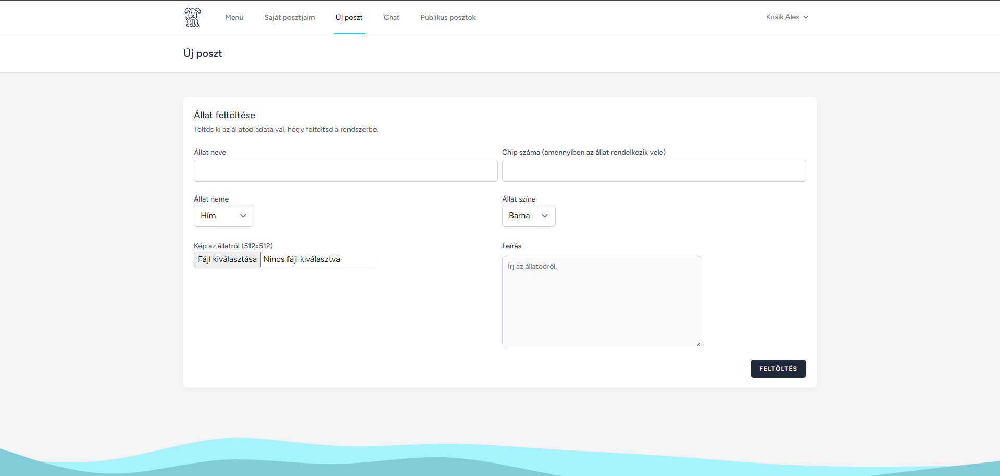 Menü Saját posztjaim Új poszt Chat Publikus posztok Kosik Alex
Új poszt
Állat feltöltése
Töltds ki az állatod adataival, hogy feltöltsd a rendszerbe.
Állat neve Chip száma (amennyiben az állat rendelkezik vele)
Állat neme Állat színe
Hím Barna
Kép az állatról (512x512) Leírás
Fájl kiválasztása Nincs fájl kiválasztva
Írj az állatodról.
FELTÖLTÉS